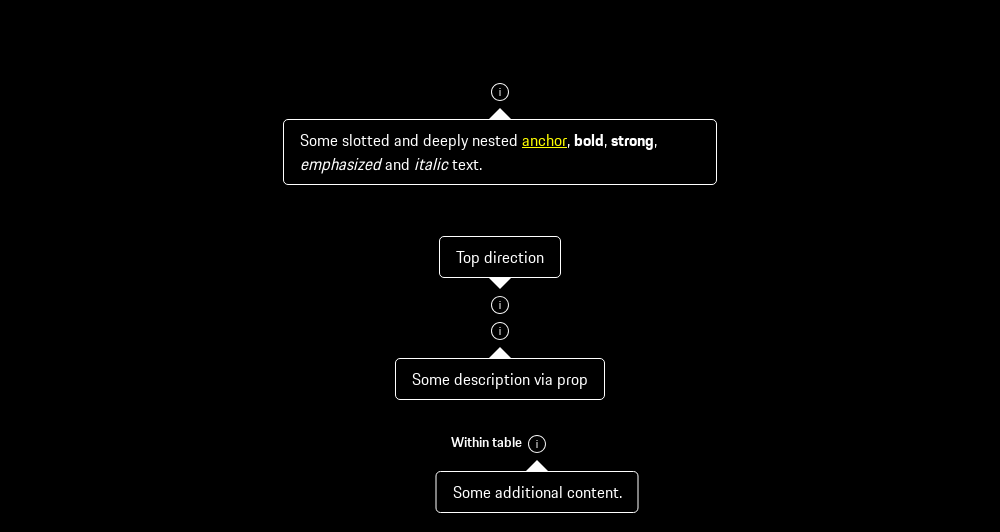 Some slotted and deeply nested anchor, bold, strong,
emphasized and italic text.
Top direction
Some description via prop
Within table
Some additional content.